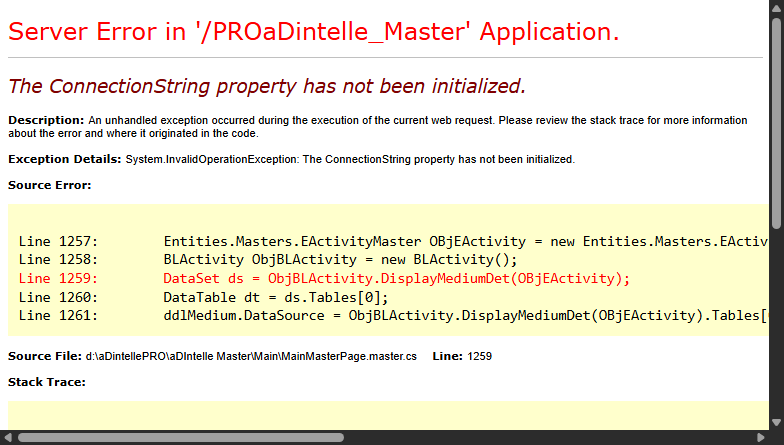 Server Error in '/PROaDintelle_Master' Application.
The ConnectionString property has not been initialized.
Description: An unhandled exception occurred during the execution of the current web request. Please review the stack trace for more information
about the error and where it originated in the code.
Exception Details: System.InvalidOperationException: The ConnectionString property has not been initialized.
Source Error:
Line 1257:        Entities.Masters.EActivityMaster OBjEActivity = new Entities.Masters.EActiv
Line 1258:        BLActivity ObjBLActivity = new BLActivity();
Line 1259:        DataSet ds = ObjBLActivity.DisplayMediumDet(OBjEActivity);
Line 1260:        DataTable dt = ds.Tables[0];
Line 1261:        ddlMedium.DataSource = ObjBLActivity.DisplayMediumDet(OBjEActivity).Tables[
Source File: d:\aDintellePRO\aDIntelle Master\Main\MainMasterPage.master.cs    Line: 1259
Stack Trace: